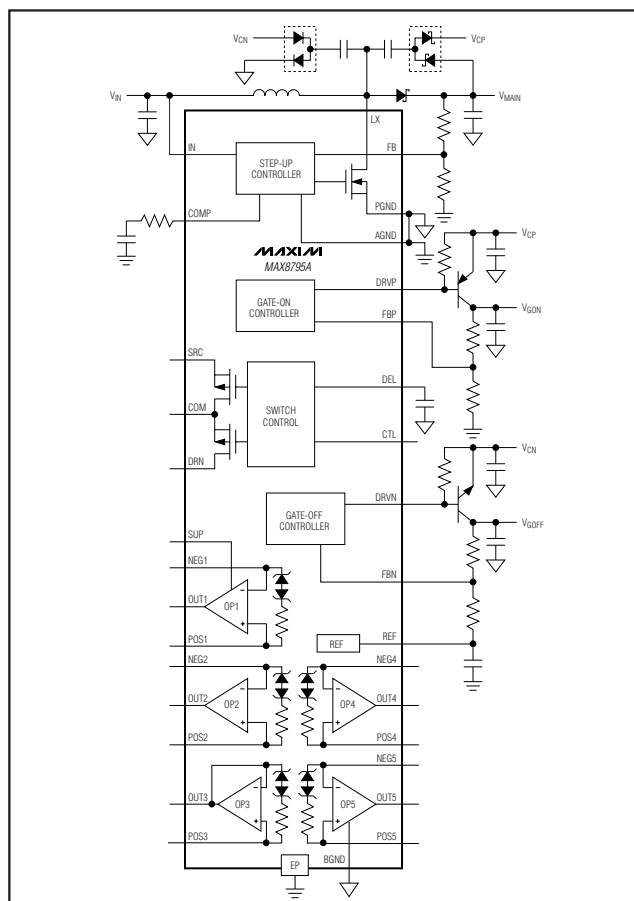 VCN
VCP
VIN
VMAIN
LX
IN
FB
STEP-UP
CONTROLLER
PGND
COMP
AGND
MAXIM
MAX8795A
VCP
DRVP
GATE-ON
CONTROLLER
VGON
FBP
SRC
DEL
COM
SWITCH
CONTROL
CTL
DRN
VCN
DRVN
GATE-OFF
CONTROLLER
VGOFF
SUP
NEG1
FBN
OUT1
OP1
REF
REF
POS1
NEG2
NEG4
OUT2
OP2
OP4
OUT4
POS2
POS4
NEG5
OUT3
OP3
OP5
OUT5
POS3
POS5
EP
BGND